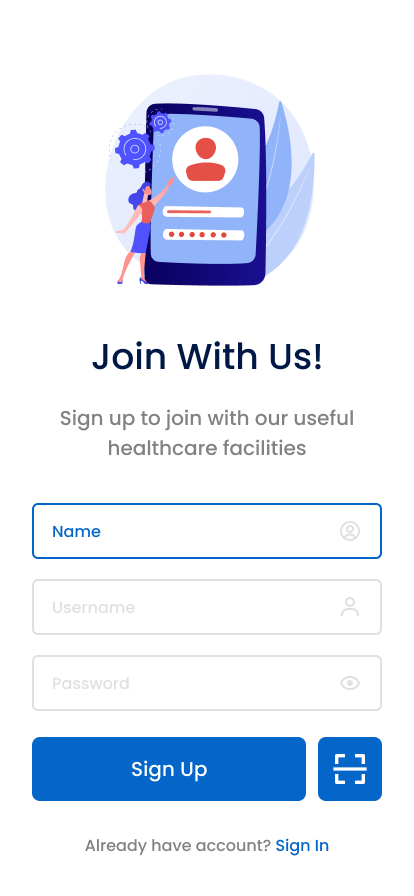 Join With Us!
Sign up to join with our useful
healthcare facilities
Name
Username
Password
Sign Up
Already have account? Sign In